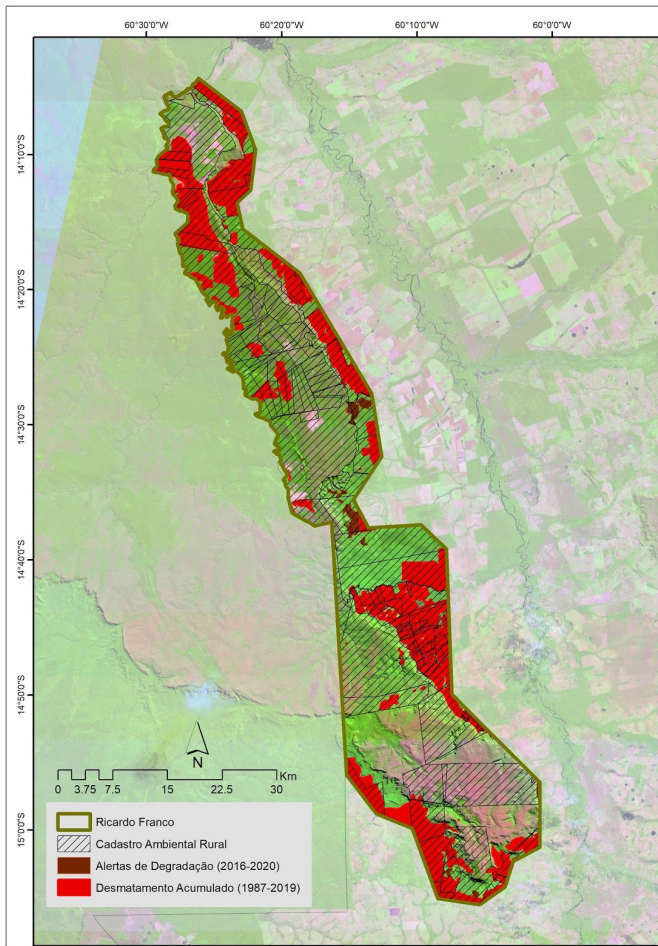 60°30'0"W 60°20'0"W 60°10'0"W 60°0'0"W
14°10'0"S
14°20'0"S
14°30'0"S
14°40'0"S
14°50'0"S
15°0'0"S
N
Km
0 3.75 7.5 15 22.5 30
Ricardo Franco
Cadastro Ambiental Rural
Alertas de Degradação (2016-2020)
Desmatamento Acumulado (1987-2019)